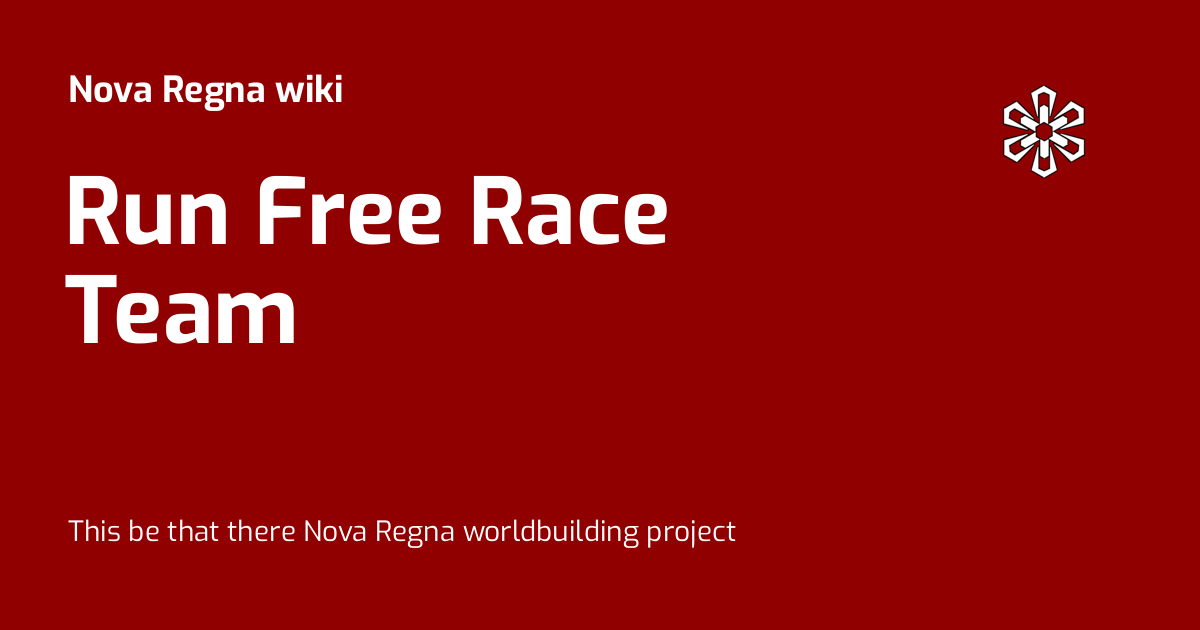 Nova Regna wiki
Run Free Race
Team
This be that there Nova Regna worldbuilding project